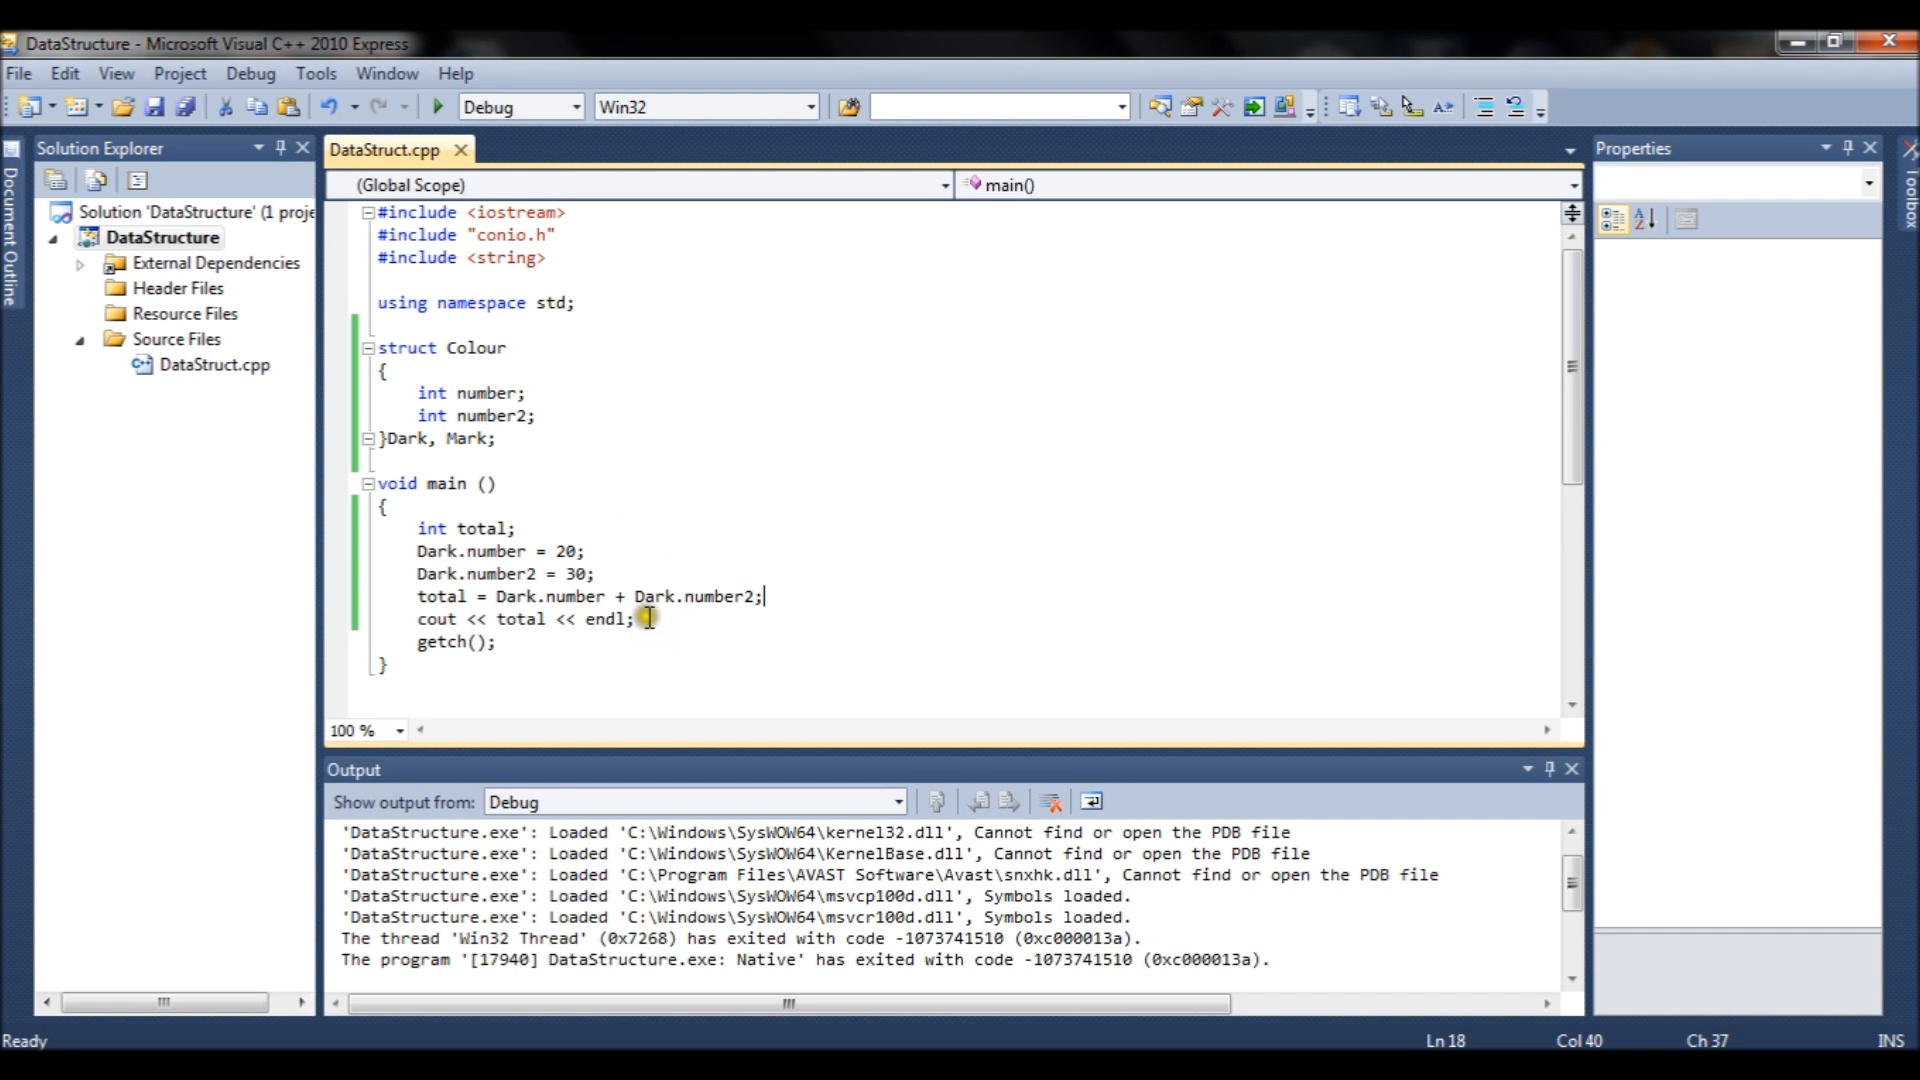 DataStructure - Microsoft Visual C++ 2010 Express
File Edit View Project Debug Tools Window Help
Debug Win32
Solution Explorer
DataStruct.cpp
Properties
Document Outline
Toolbox
(Global Scope) main()
Solution 'DataStructure' (1 proje
DataStructure
External Dependencies
Header Files
Resource Files
Source Files
DataStruct.cpp
#include <iostream>
#include "conio.h"
#include <string>
using namespace std;
struct Colour
{
int number;
int number2;
}Dark, Mark;
void main ()
{
int total;
Dark.number = 20;
Dark.number2 = 30;
total = Dark.number + Dark.number2;
cout << total << endl;
getch();
}
100 %
Output
Show output from: Debug
'DataStructure.exe': Loaded 'C:\Windows\SysWOW64\kernel32.dll', Cannot find or open the PDB file
'DataStructure.exe': Loaded 'C:\Windows\SysWOW64\KernelBase.dll', Cannot find or open the PDB file
'DataStructure.exe': Loaded 'C:\Program Files\AVAST Software\Avast\snxhk.dll', Cannot find or open the PDB file
'DataStructure.exe': Loaded 'C:\Windows\SysWOW64\msvcp100d.dll', Symbols loaded.
'DataStructure.exe': Loaded 'C:\Windows\SysWOW64\msvcr100d.dll', Symbols loaded.
The thread 'Win32 Thread' (0x7268) has exited with code -1073741510 (0xc000013a).
The program '[17940] DataStructure.exe: Native' has exited with code -1073741510 (0xc000013a).
Ready Ln 18 Col 40 Ch 37 INS